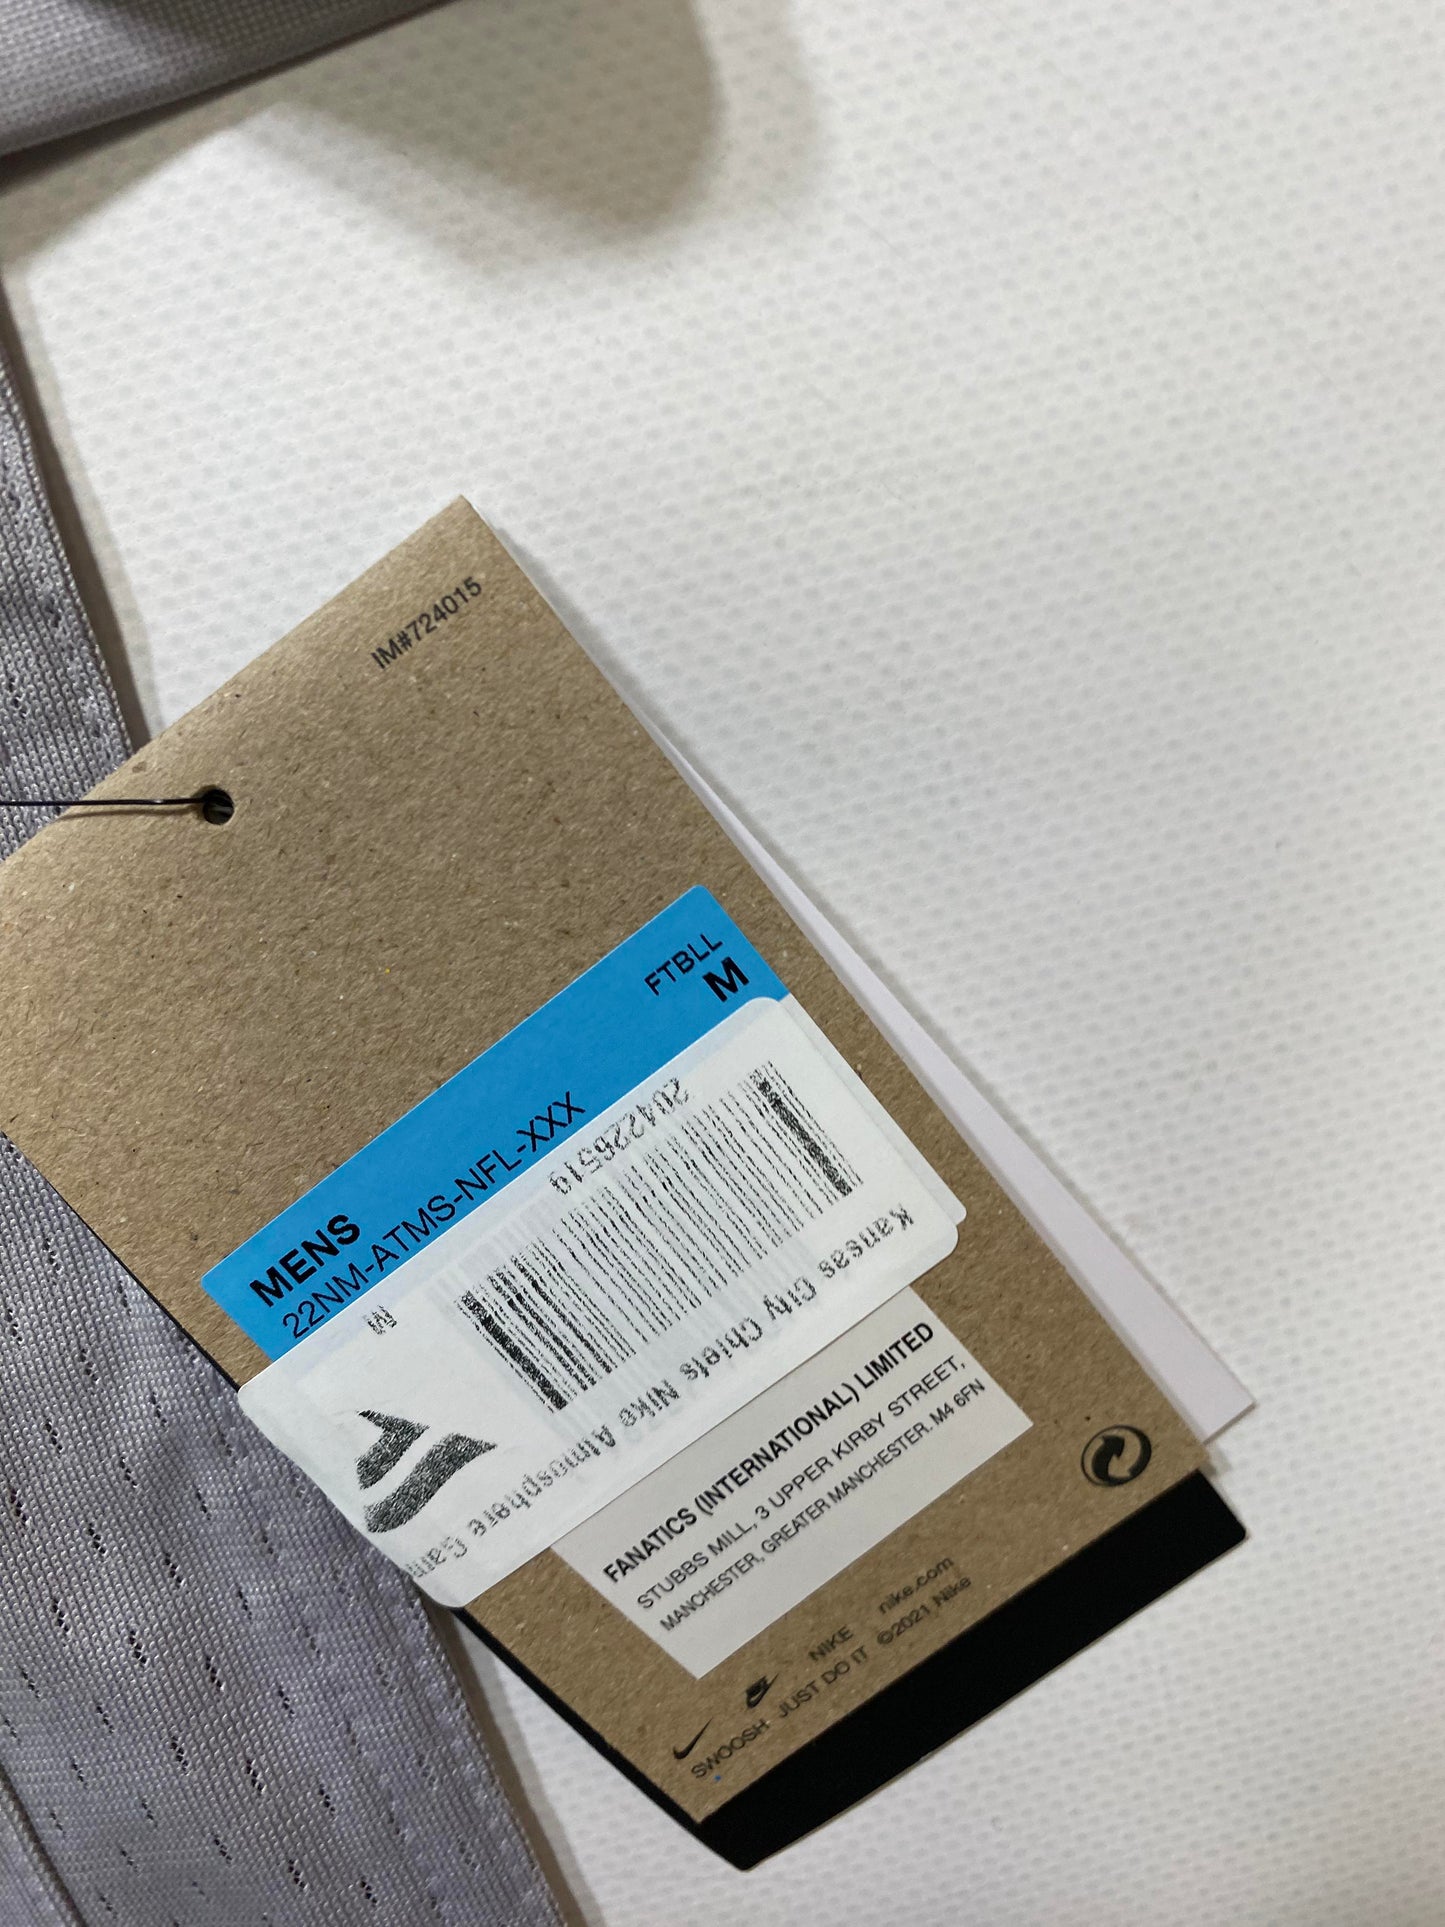 IM#724015
FTBLL
M
MENS
22NM-ATMS-NFL-XXX
204226519
M
Kansas City Chiefs Nike Atmosphere Gam
FANATICS (INTERNATIONAL) LIMITED
STUBBS MILL, 3 UPPER KIRBY STREET,
MANCHESTER, GREATER MANCHESTER. M4 6FN
NIKE nike.com
SWOOSH JUST DO IT ©2021 Nike